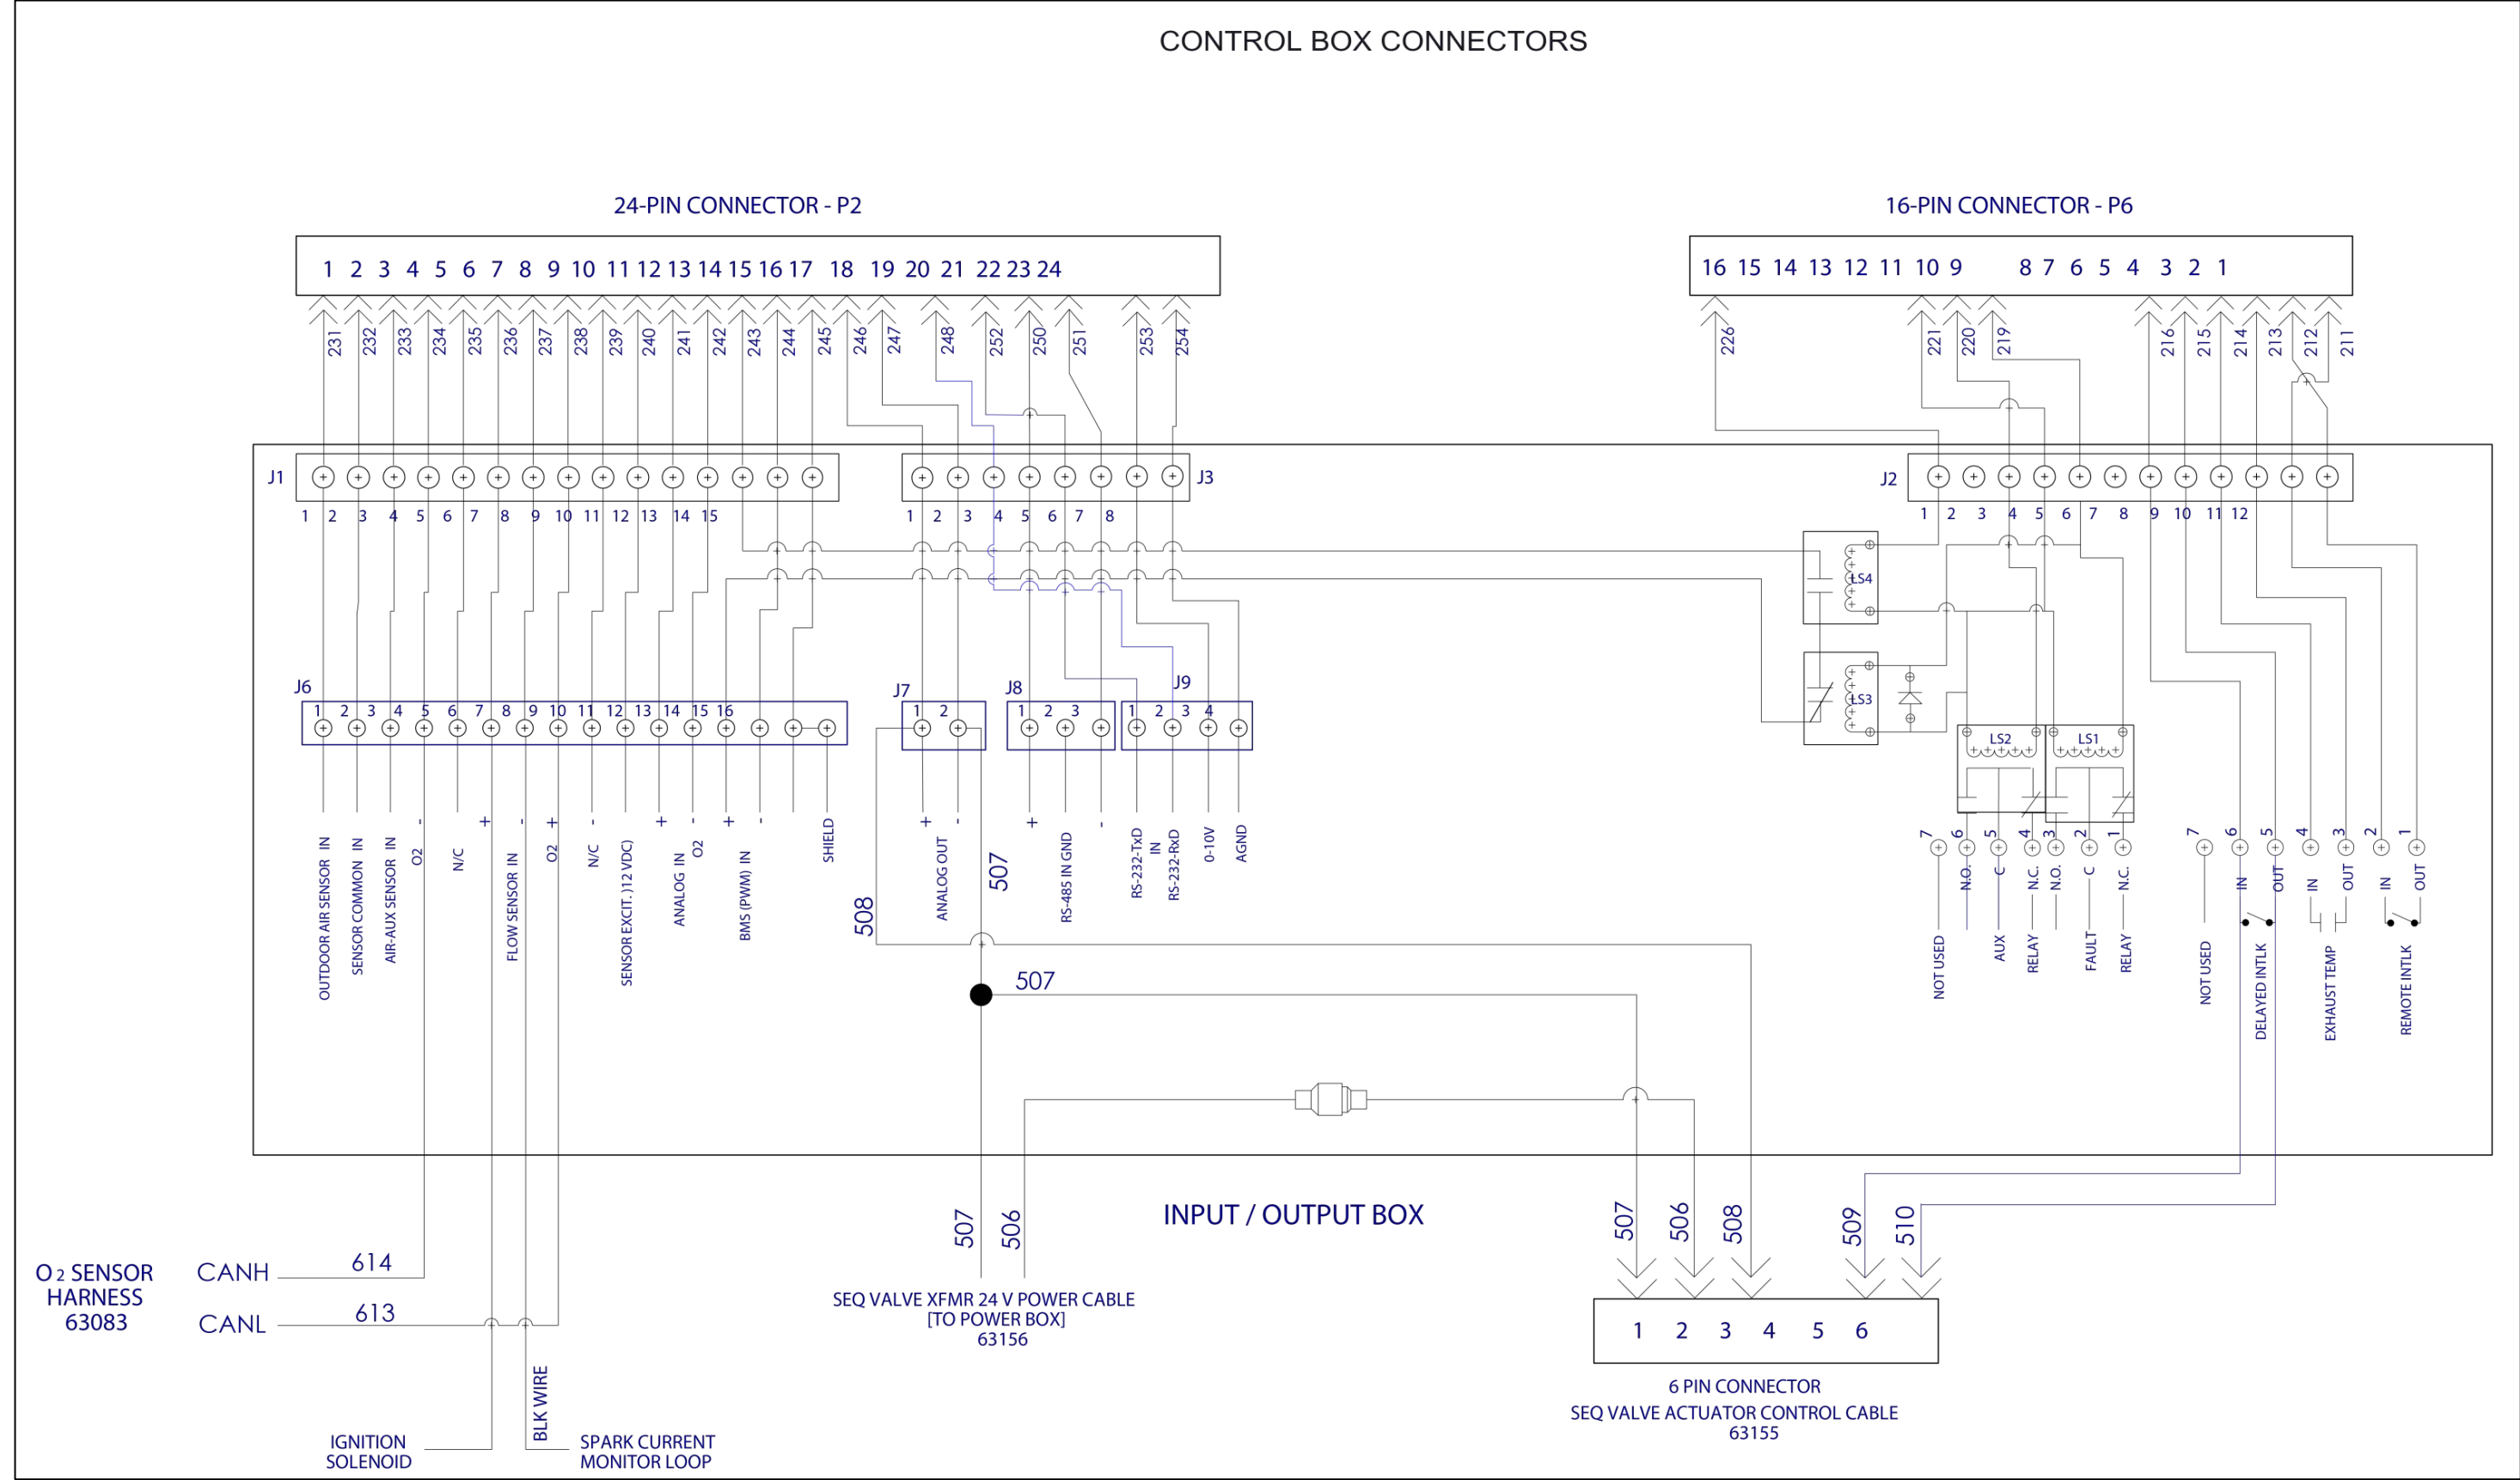 CONTROL BOX CONNECTORS
24-PIN CONNECTOR - P2
16-PIN CONNECTOR - P6
1 2 3 4 5 6 7 8 9 10 11 12 13 14 15 16 17 18 19 20 21 22 23 24
16 15 14 13 12 11 10 9 8 7 6 5 4 3 2 1
231 232 233 234 235 236 237 238 239 240 241 242 243 244 245 246 247 248 252 250 251 253 254
226 221 220 219 216 215 214 213 212 211
J1
J3
J2
1 2 3 4 5 6 7 8 9 10 11 12 13 14 15
1 2 3 4 5 6 7 8
1 2 3 4 5 6 7 8 9 10 11 12
LS4
LS3
LS2
LS1
J6
J7
J8
J9
1 2 3 4 5 6 7 8 9 10 11 12 13 14 15 16
1 2
1 2 3
1 2 3 4
OUTDOOR AIR SENSOR IN
SENSOR COMMON IN
AIR-AUX SENSOR IN
O2 -
N/C
+
FLOW SENSOR IN -
O2 +
N/C -
SENSOR EXCIT. )12 VDC)
ANALOG IN +
O2 -
BMS (PWM) IN + -
SHIELD
+ -
ANALOG OUT
508
507
+ -
RS-485 IN GND
RS-232-TxD
IN
RS-232-RxD
0-10V
AGND
7 6 5 4 3 2 1
N.O. C N.C. N.O. C N.C.
NOT USED
AUX
RELAY
FAULT
RELAY
7 6 5 4 3 2 1
IN OUT IN OUT IN OUT
NOT USED
DELAYED INTLK
EXHAUST TEMP
REMOTE INTLK
507
INPUT / OUTPUT BOX
507 506
507 506 508 509 510
O 2 SENSOR
HARNESS
63083
CANH
614
CANL
613
SEQ VALVE XFMR 24 V POWER CABLE
[TO POWER BOX]
63156
1 2 3 4 5 6
6 PIN CONNECTOR
SEQ VALVE ACTUATOR CONTROL CABLE
63155
BLK WIRE
IGNITION
SOLENOID
SPARK CURRENT
MONITOR LOOP